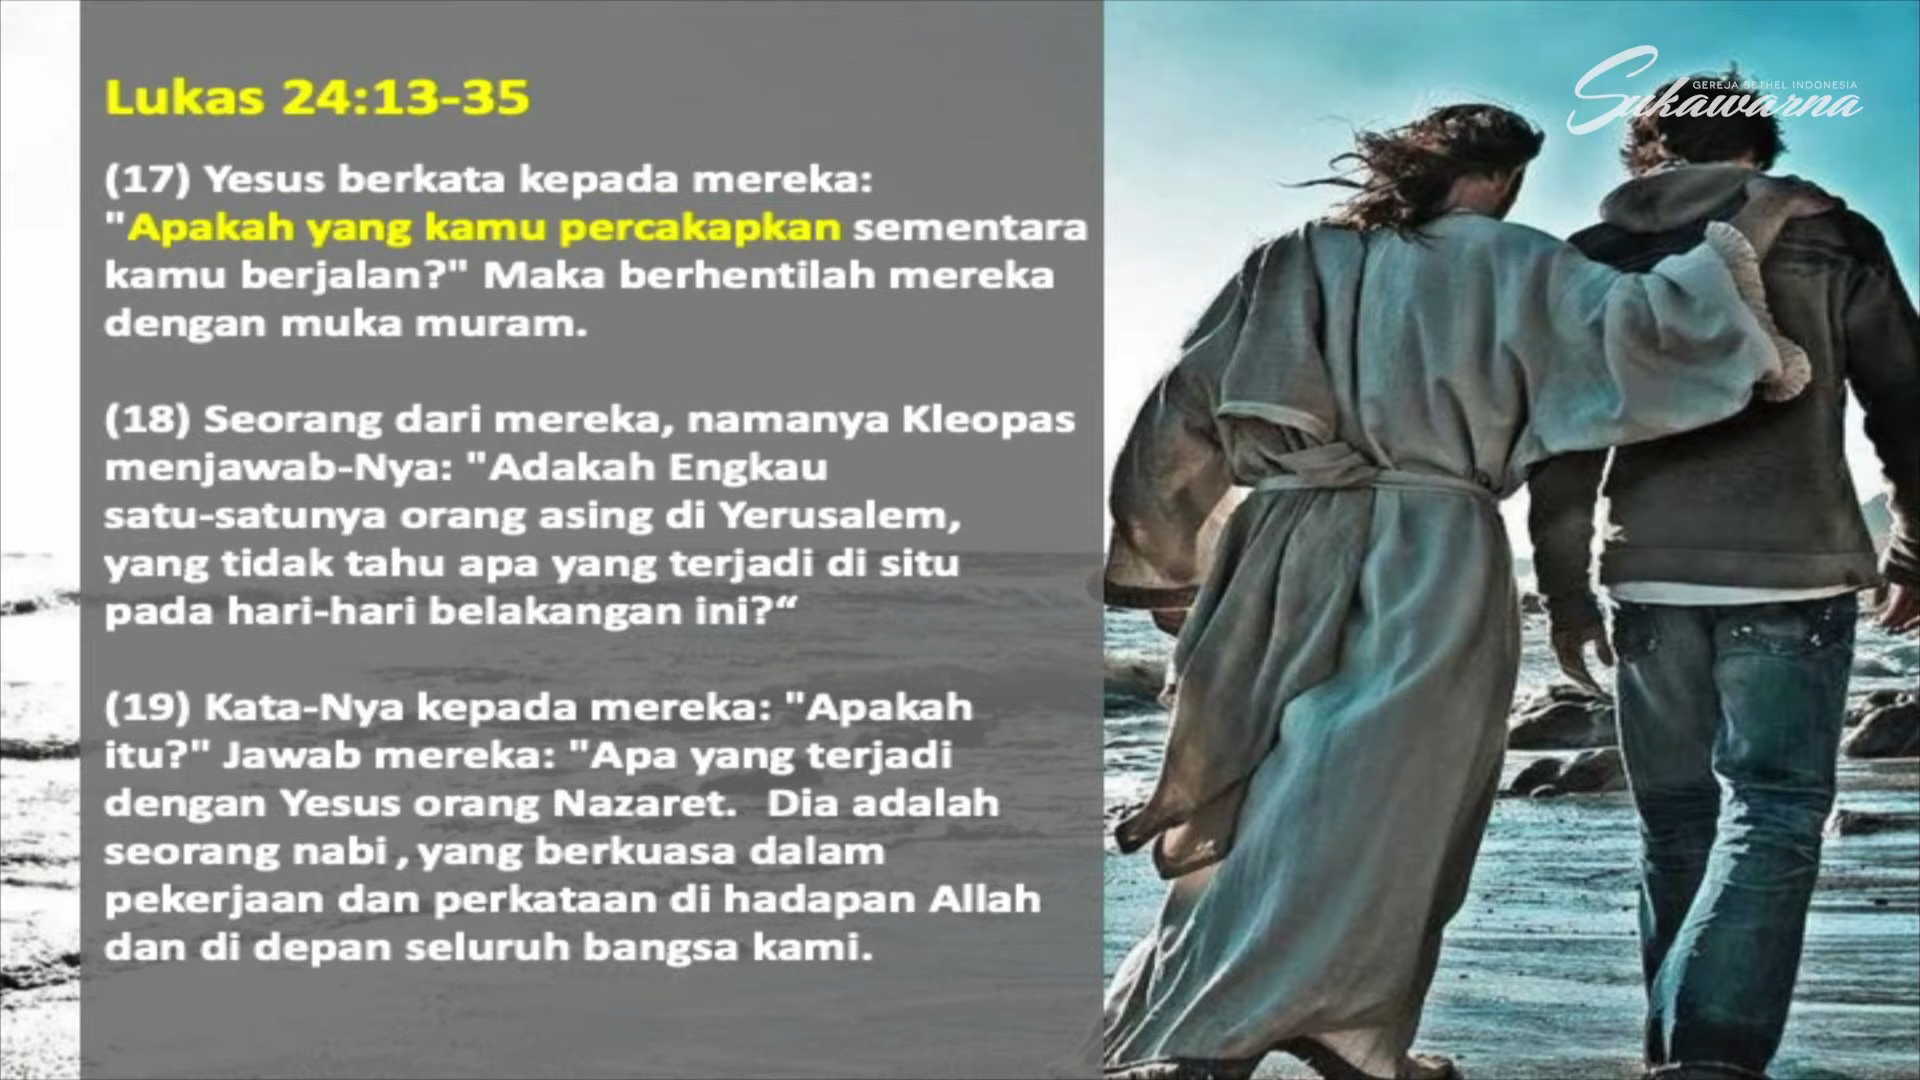 Lukas 24:13-35
(17) Yesus berkata kepada mereka:
"Apakah yang kamu percakapkan sementara
kamu berjalan?" Maka berhentilah mereka
dengan muka muram.
(18) Seorang dari mereka, namanya Kleopas
menjawab-Nya: "Adakah Engkau
satu-satunya orang asing di Yerusalem,
yang tidak tahu apa yang terjadi di situ
pada hari-hari belakangan ini?“
(19) Kata-Nya kepada mereka: "Apakah
itu?" Jawab mereka: "Apa yang terjadi
dengan Yesus orang Nazaret.  Dia adalah
seorang nabi , yang berkuasa dalam
pekerjaan dan perkataan di hadapan Allah
dan di depan seluruh bangsa kami.
GEREJA BETHEL INDONESIA
Sukawarna